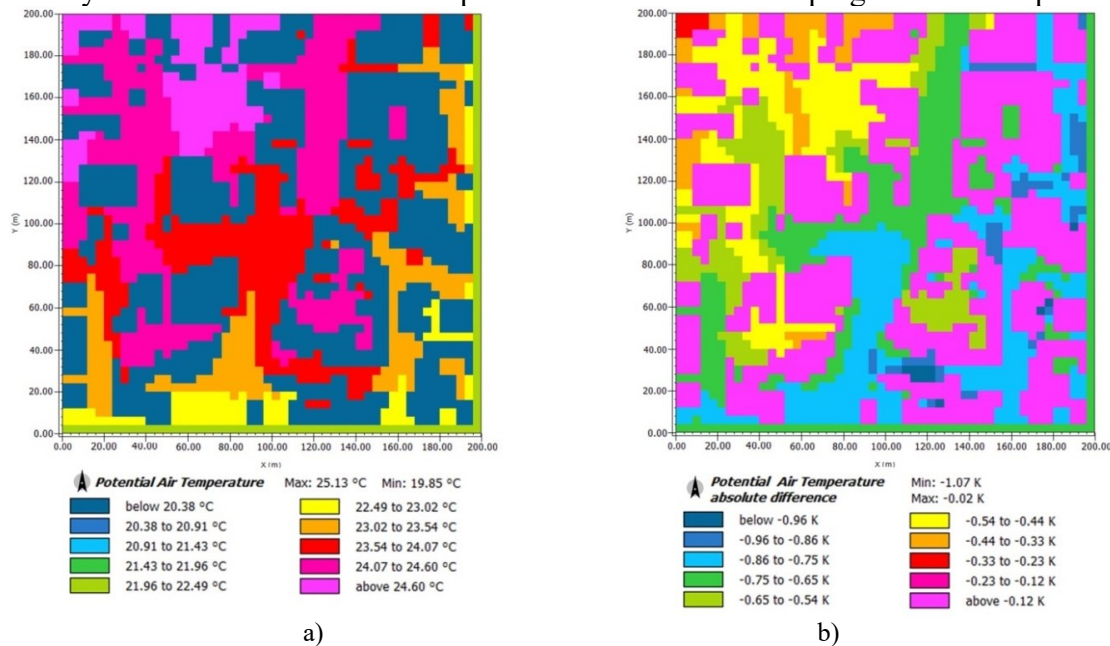 200.00
180.00
160.00
140.00
120.00
100.00
80.00
60.00
40.00
20.00
0.00
Y (m)
0.00 20.00 40.00 60.00 80.00 100.00 120.00 140.00 160.00 180.00 200.00
X (m)
Potential Air Temperature Max: 25.13 °C Min: 19.85 °C
below 20.38 °C
20.38 to 20.91 °C
20.91 to 21.43 °C
21.43 to 21.96 °C
21.96 to 22.49 °C
22.49 to 23.02 °C
23.02 to 23.54 °C
23.54 to 24.07 °C
24.07 to 24.60 °C
above 24.60 °C
a)
200.00
180.00
160.00
140.00
120.00
100.00
80.00
60.00
40.00
20.00
0.00
Y (m)
0.00 20.00 40.00 60.00 80.00 100.00 120.00 140.00 160.00 180.00 200.00
X (m)
Potential Air Temperature
absolute difference
Min: -1.07 K
Max: -0.02 K
below -0.96 K
-0.96 to -0.86 K
-0.86 to -0.75 K
-0.75 to -0.65 K
-0.65 to -0.54 K
-0.54 to -0.44 K
-0.44 to -0.33 K
-0.33 to -0.23 K
-0.23 to -0.12 K
above -0.12 K
b)